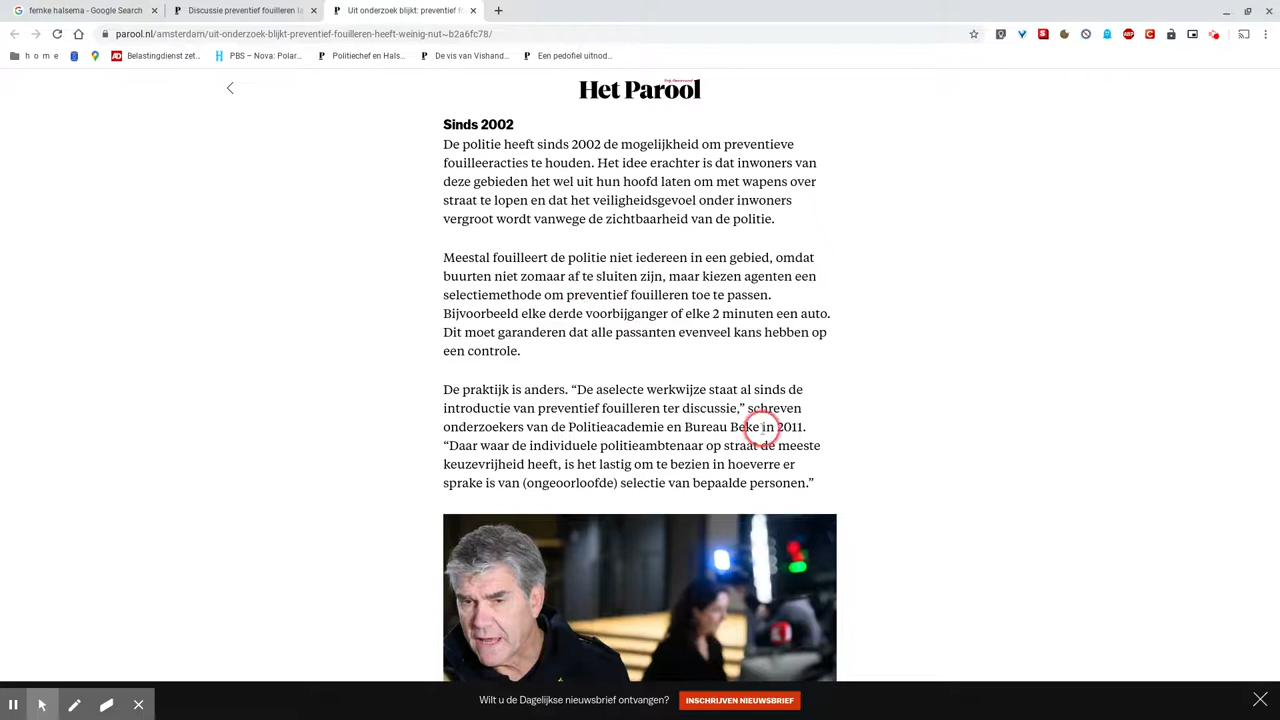 femke halsema - Google Search
Discussie preventief fouilleren la
Uit onderzoek blijkt: preventief fo
parool.nl/amsterdam/uit-onderzoek-blijkt-preventief-fouilleren-heeft-weinig-nut~b2a6fc78/
h o m e
Belastingdienst zet...
PBS – Nova: Polar...
Politiechef en Hals...
De vis van Vishand...
Een pedofiel uitnod...
Het Parool
Sinds 2002
De politie heeft sinds 2002 de mogelijkheid om preventieve
fouilleeracties te houden. Het idee erachter is dat inwoners van
deze gebieden het wel uit hun hoofd laten om met wapens over
straat te lopen en dat het veiligheidsgevoel onder inwoners
vergroot wordt vanwege de zichtbaarheid van de politie.
Meestal fouilleert de politie niet iedereen in een gebied, omdat
buurten niet zomaar af te sluiten zijn, maar kiezen agenten een
selectiemethode om preventief fouilleren toe te passen.
Bijvoorbeeld elke derde voorbijganger of elke 2 minuten een auto.
Dit moet garanderen dat alle passanten evenveel kans hebben op
een controle.
De praktijk is anders. “De aselecte werkwijze staat al sinds de
introductie van preventief fouilleren ter discussie,” schreven
onderzoekers van de Politieacademie en Bureau Beke in 2011.
“Daar waar de individuele politieambtenaar op straat de meeste
keuzevrijheid heeft, is het lastig om te bezien in hoeverre er
sprake is van (ongeoorloofde) selectie van bepaalde personen.”
Wilt u de Dagelijkse nieuwsbrief ontvangen?
INSCHRIJVEN NIEUWSBRIEF